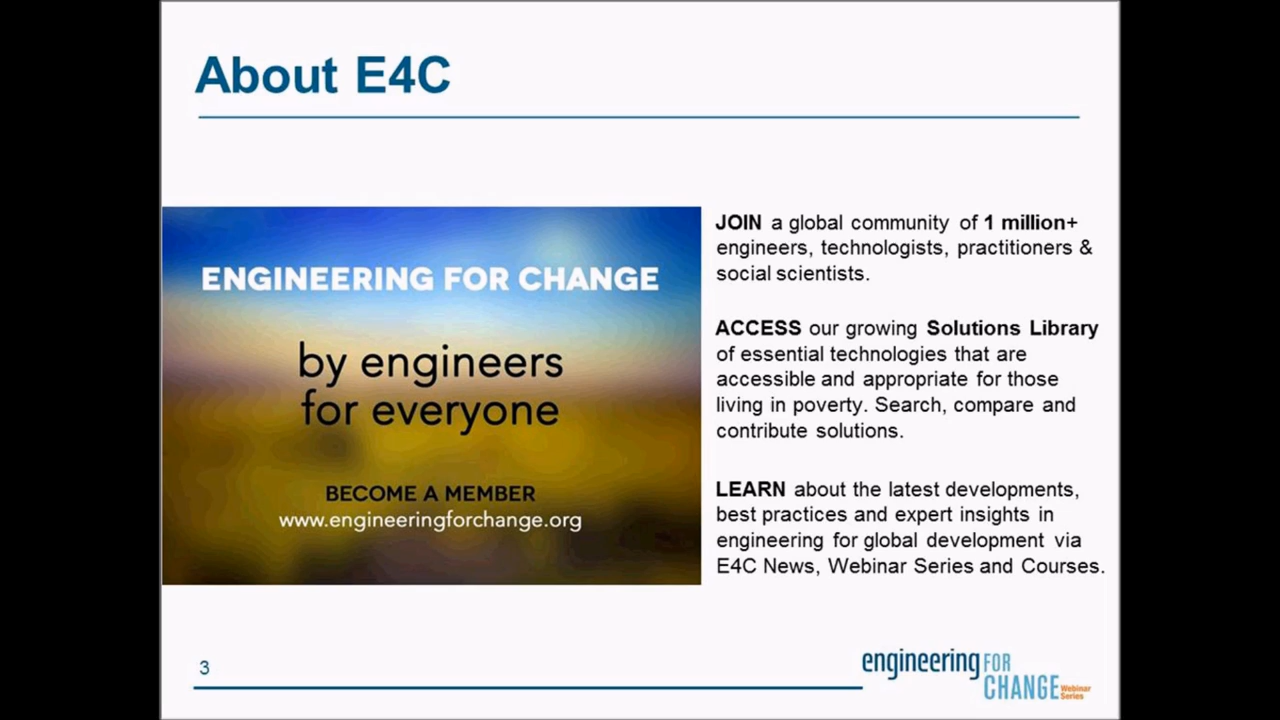 About E4C
ENGINEERING FOR CHANGE
by engineers
for everyone
BECOME A MEMBER
www.engineeringforchange.org
JOIN a global community of 1 million+
engineers, technologists, practitioners &
social scientists.
ACCESS our growing Solutions Library
of essential technologies that are
accessible and appropriate for those
living in poverty. Search, compare and
contribute solutions.
LEARN about the latest developments,
best practices and expert insights in
engineering for global development via
E4C News, Webinar Series and Courses.
3
engineering FOR
CHANGE Webinar
Series